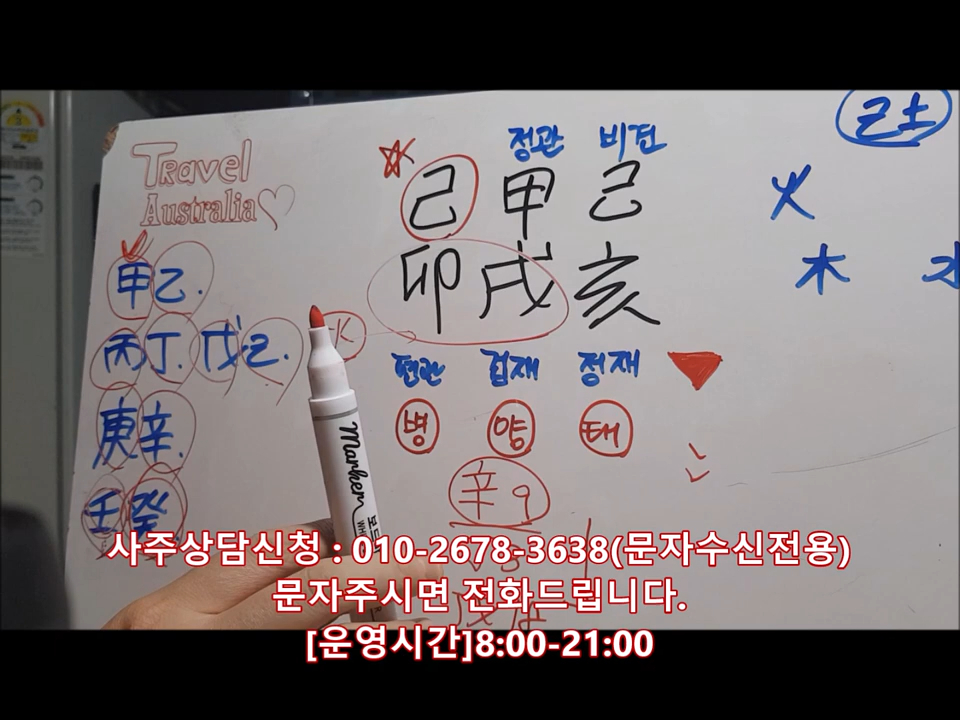 Travel
Australia
己土
정관 비견
己 甲 己
卯 戌 亥
火
木 水
甲乙.
丙丁. 戊己.
庚辛.
壬癸.
편관 겁재 정재
병 양 태
辛 9
Marker
사주상담신청 : 010-2678-3638(문자수신전용)
문자주시면 전화드립니다.
[운영시간]8:00-21:00